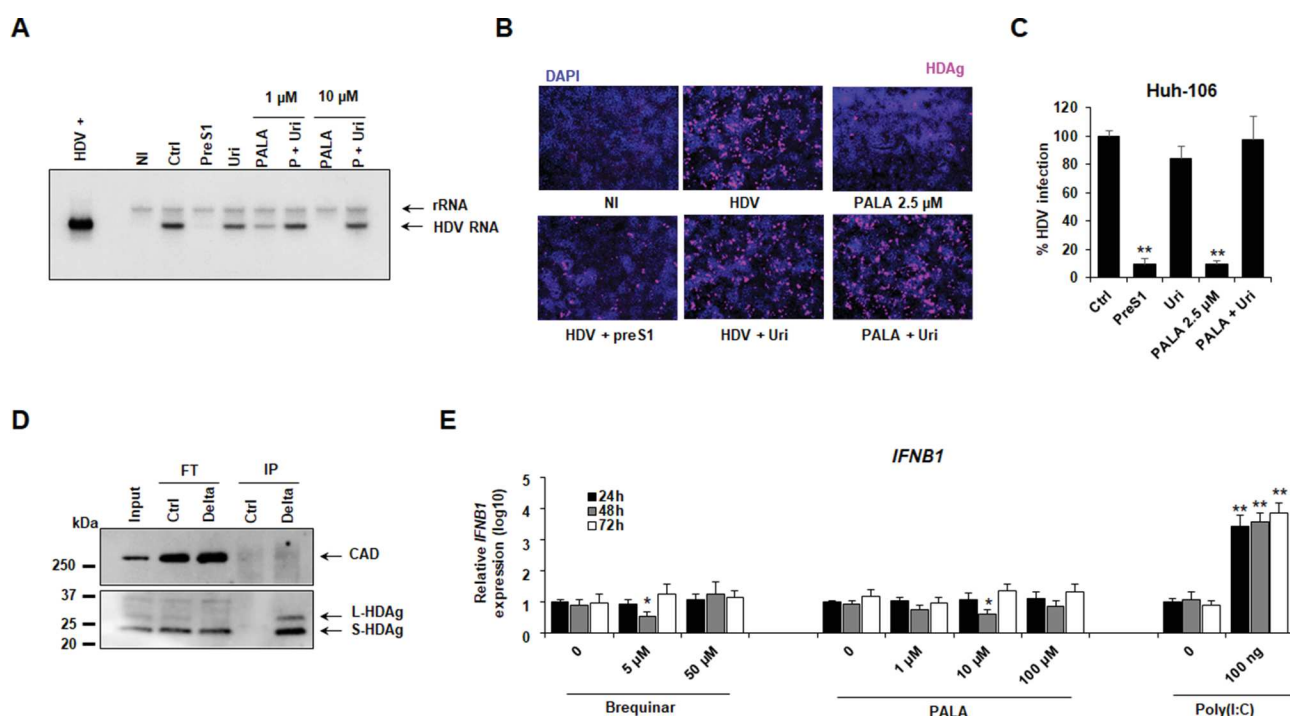 A
1 µM
10 µM
HDV +
NI
Ctrl
PreS1
Uri
PALA
P + Uri
PALA
P + Uri
rRNA
HDV RNA
B
DAPI
HDAg
NI
HDV
PALA 2.5 µM
HDV + preS1
HDV + Uri
PALA + Uri
C
Huh-106
% HDV infection
120
100
80
60
40
20
0
**
**
Ctrl
PreS1
Uri
PALA 2.5 µM
PALA + Uri
D
FT
IP
Input
Ctrl
Delta
Ctrl
Delta
kDa
250
37
25
20
CAD
L-HDAg
S-HDAg
E
IFNB1
Relative IFNB1
expression (log10)
5
4
3
2
1
0
24h
48h
72h
*
*
** ** **
0
5 µM
50 µM
0
1 µM
10 µM
100 µM
0
100 ng
Brequinar
PALA
Poly(I:C)